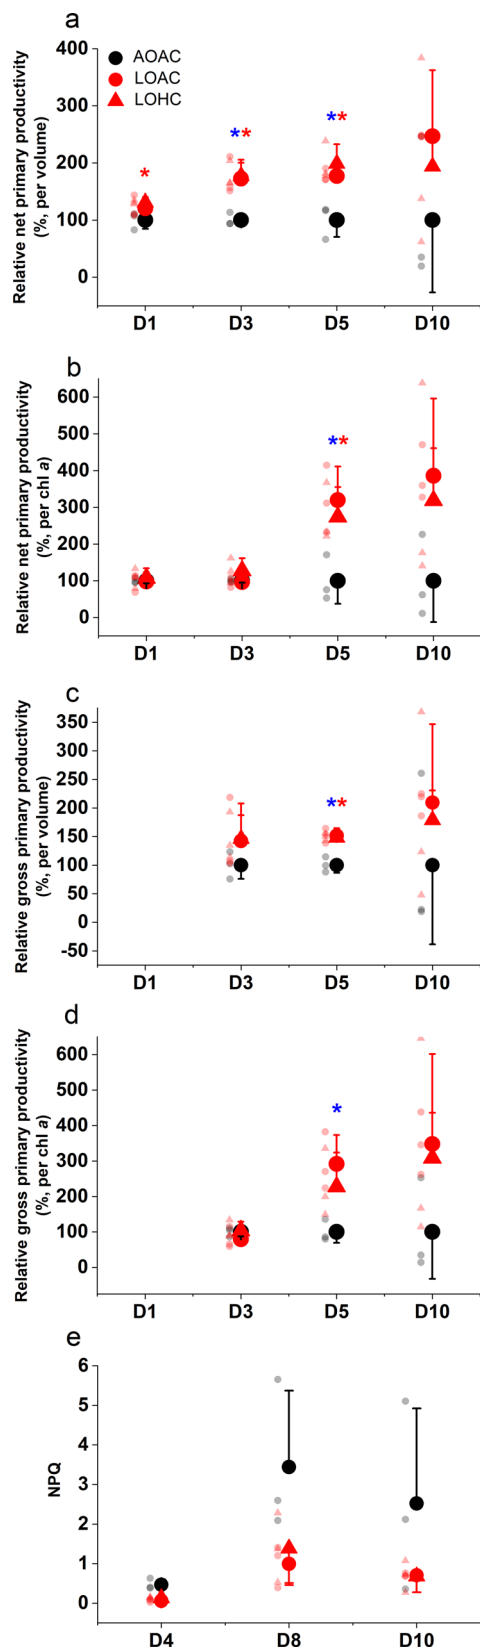 a
AOAC
LOAC
LOHC
Relative net primary productivity
(%, per volume)
400
300
200
100
0
* ** **
D1 D3 D5 D10
b
Relative net primary productivity
(%, per chl a)
600
500
400
300
200
100
0
**
D1 D3 D5 D10
c
Relative gross primary productivity
(%, per volume)
350
300
250
200
150
100
50
0
-50
**
D1 D3 D5 D10
d
Relative gross primary productivity
(%, per chl a)
600
500
400
300
200
100
0
*
D1 D3 D5 D10
e
NPQ
6
5
4
3
2
1
0
D4 D8 D10